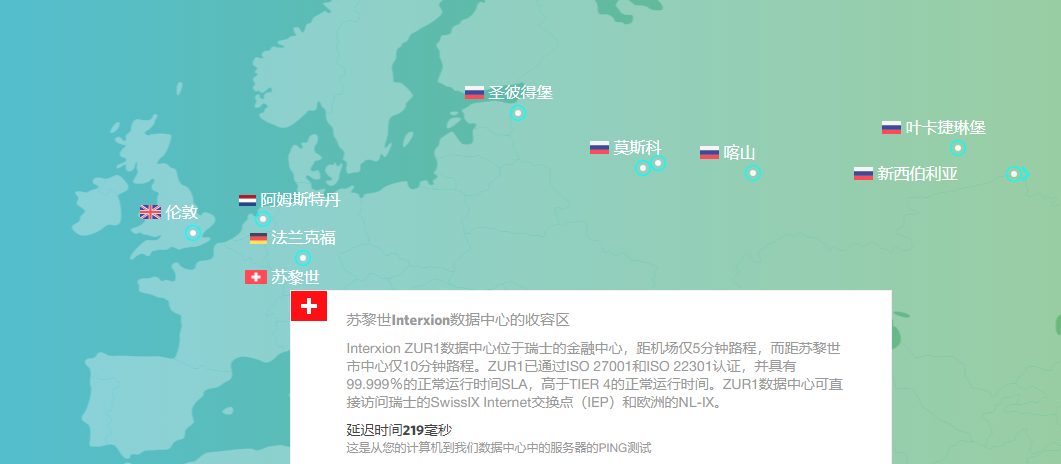 圣彼得堡
叶卡捷琳堡
莫斯科
喀山
新西伯利亚
阿姆斯特丹
伦敦
法兰克福
苏黎世
苏黎世Interxion数据中心的收容区
Interxion ZUR1数据中心位于瑞士的金融中心，距机场仅5分钟路程，而距苏黎世
市中心仅10分钟路程。ZUR1已通过ISO 27001和ISO 22301认证，并具有
99.999%的正常运行时间SLA，高于TIER 4的正常运行时间。ZUR1数据中心可直
接访问瑞士的SwissIX Internet交换点（IEP）和欧洲的NL-IX。
延迟时间219毫秒
这是从您的计算机到我们数据中心中的服务器的PING测试